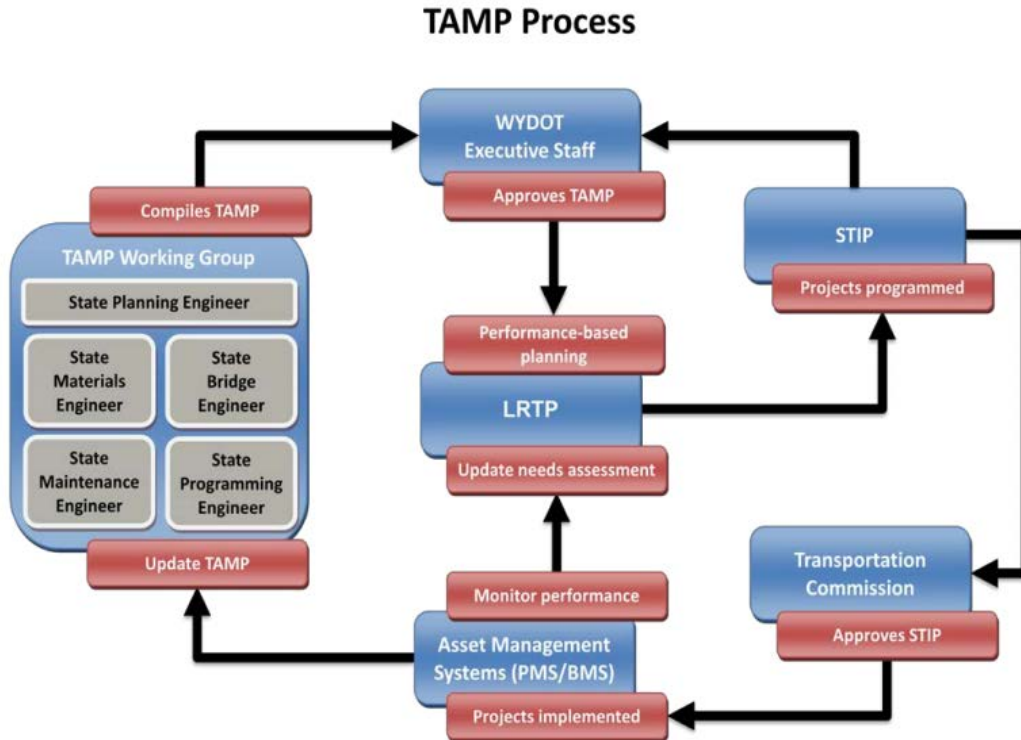 TAMP Process
WYDOT
Executive Staff
Approves TAMP
Compiles TAMP
TAMP Working Group
State Planning Engineer
State
Materials
Engineer
State
Bridge
Engineer
State
Maintenance
Engineer
State
Programming
Engineer
Update TAMP
STIP
Projects programmed
Performance-based
planning
LRTP
Update needs assessment
Monitor performance
Asset Management
Systems (PMS/BMS)
Projects implemented
Transportation
Commission
Approves STIP